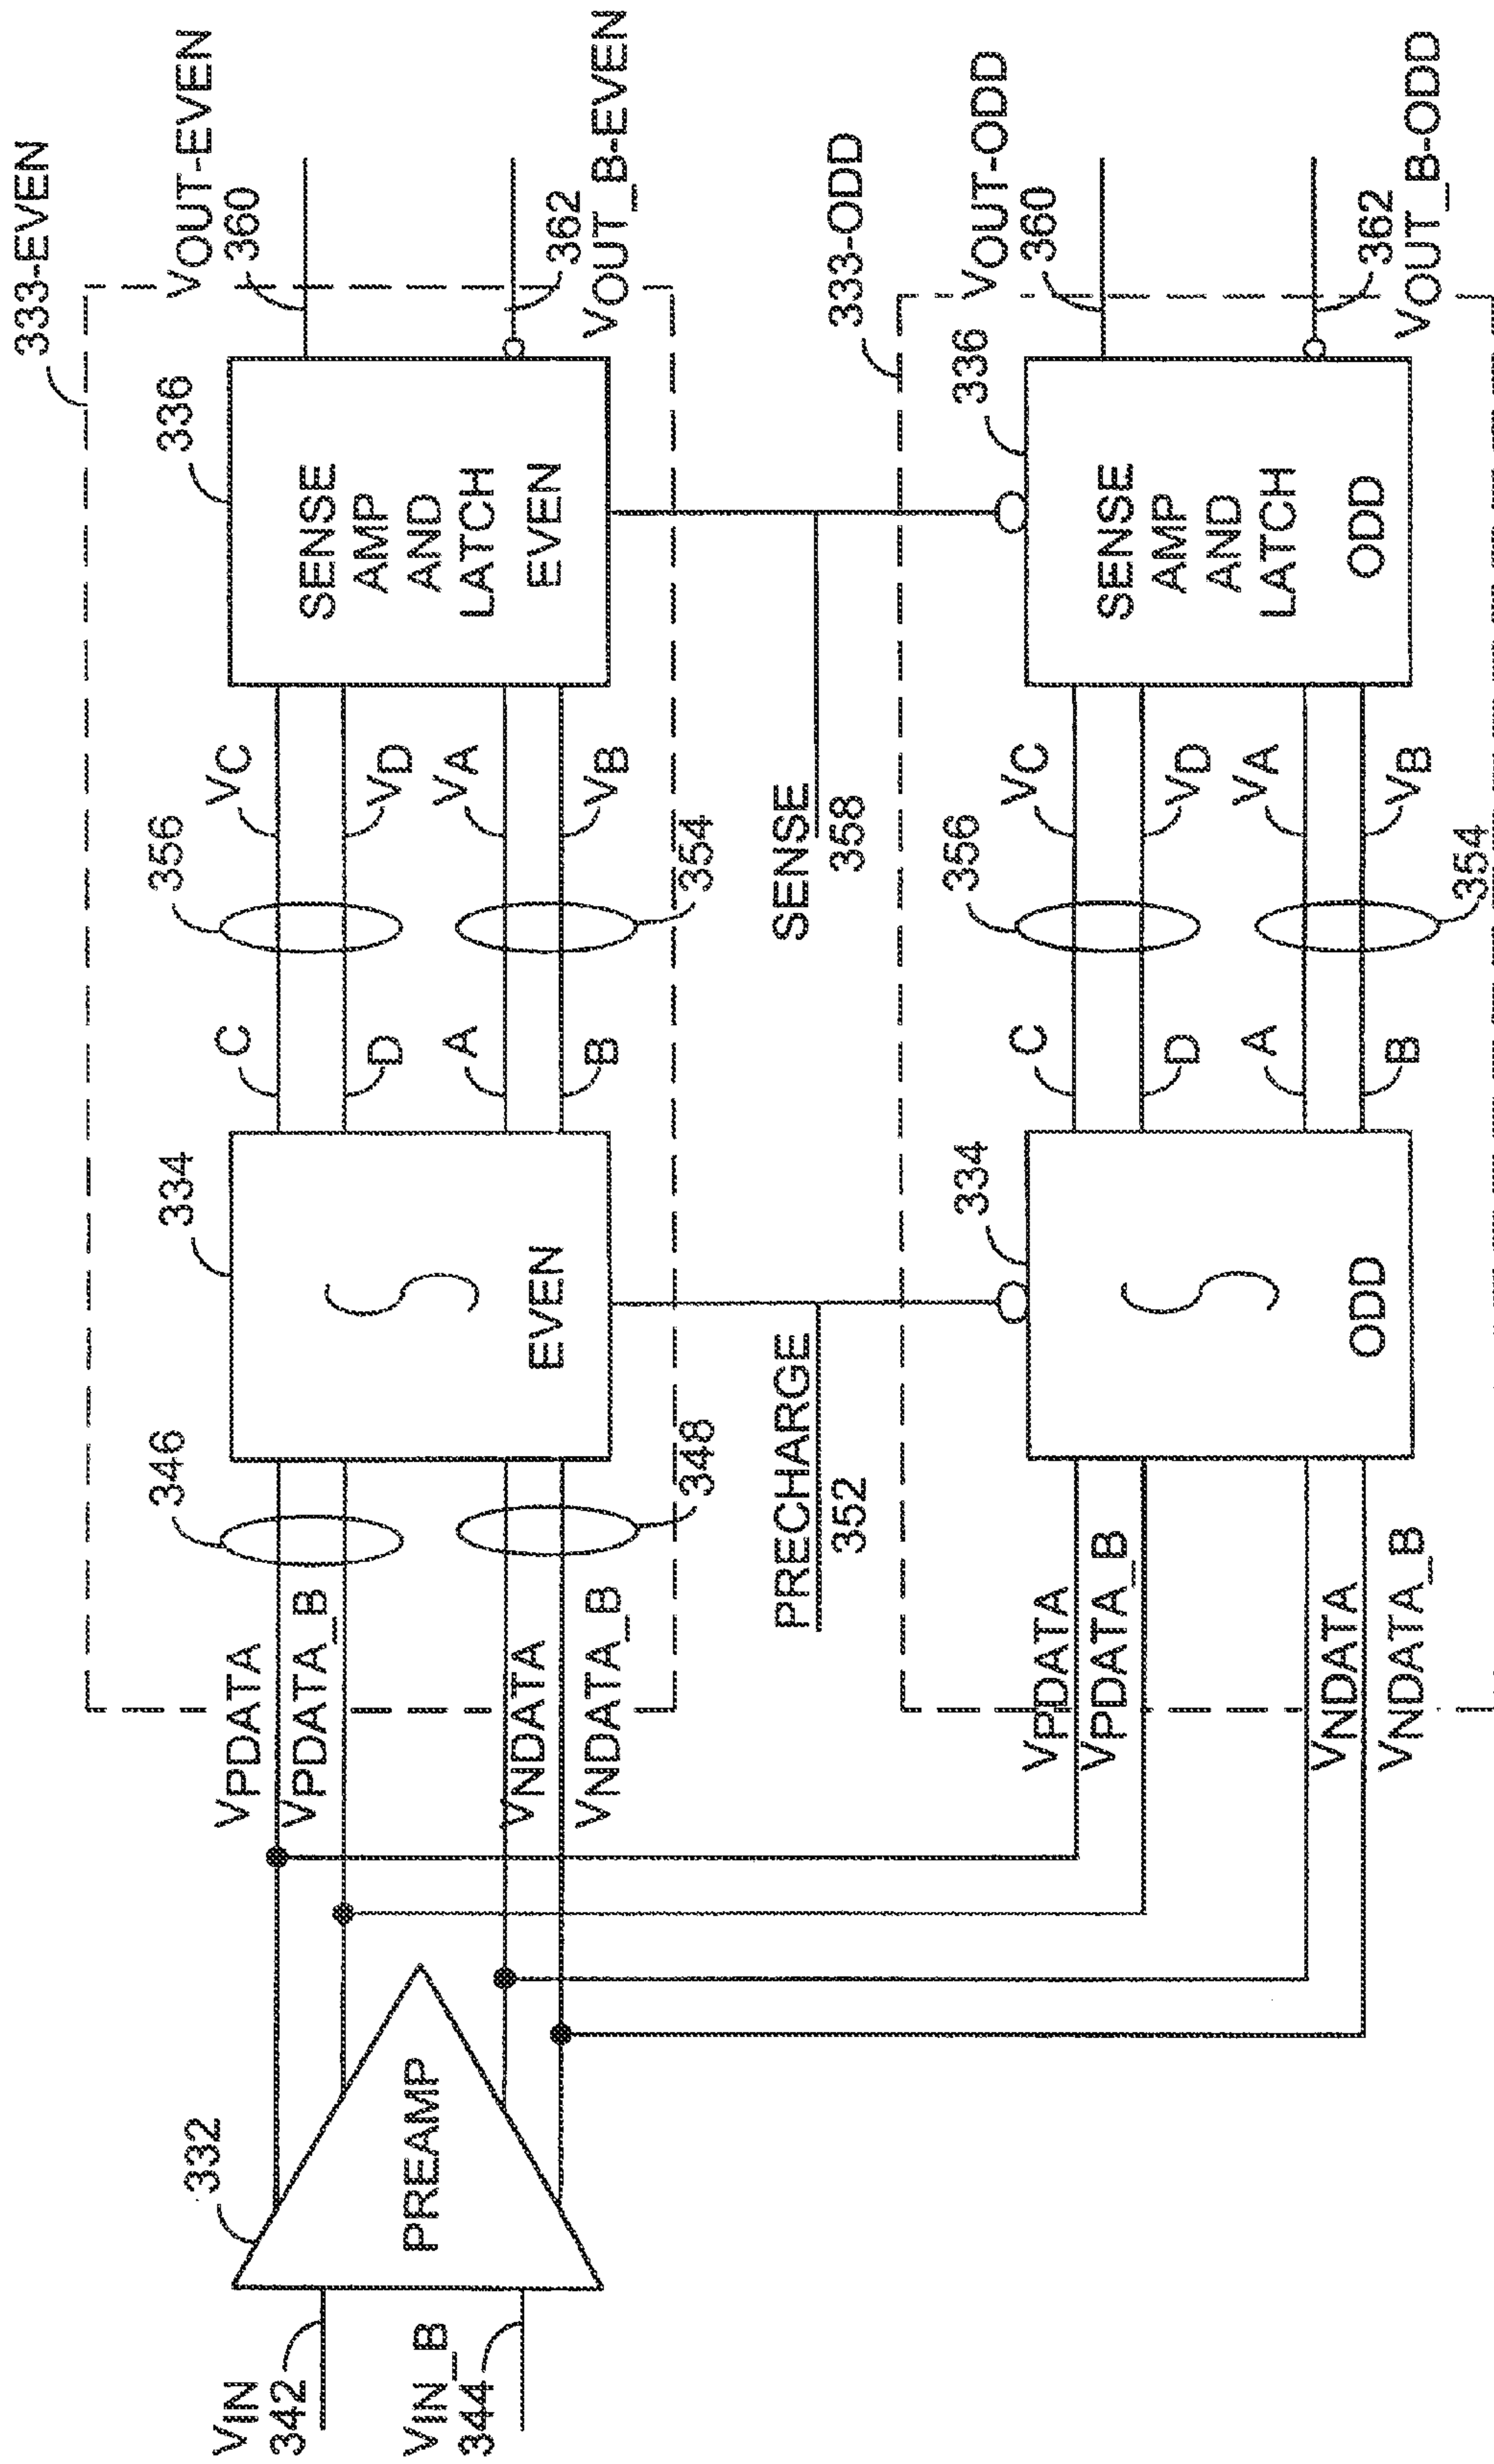 333-EVEN
VOUT-EVEN
360
336
SENSE
AMP
AND
LATCH
EVEN
362
VOUT_B-EVEN
VC
VD
VA
VB
356
354
C
D
A
B
334
EVEN
346
348
VPDATA
VPDATA_B
VNDATA
VNDATA_B
332
PREAMP
VIN
342
VIN_B
344
SENSE
358
PRECHARGE
352
333-ODD
VOUT-ODD
360
336
SENSE
AMP
AND
LATCH
ODD
362
VOUT_B-ODD
VC
VD
VA
VB
356
354
C
D
A
B
334
ODD
VPDATA
VPDATA_B
VNDATA
VNDATA_B